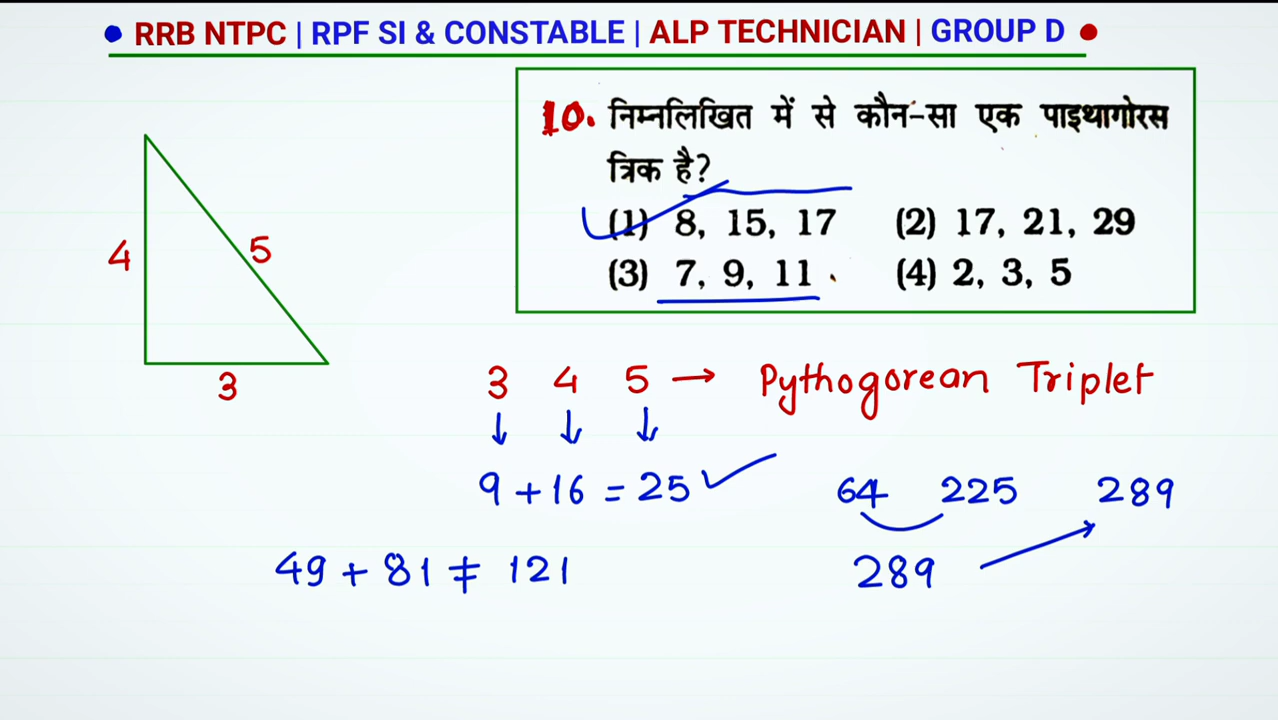 RRB NTPC | RPF SI & CONSTABLE | ALP TECHNICIAN | GROUP D
10. निम्नलिखित में से कौन-सा एक पाइथागोरस
त्रिक है?
(1) 8, 15, 17 (2) 17, 21, 29
(3) 7, 9, 11 (4) 2, 3, 5
4
5
3
3 4 5 → Pythogorean Triplet
↓ ↓ ↓
9 + 16 = 25 ✓
64 225 289
49 + 81 ≠ 121
289